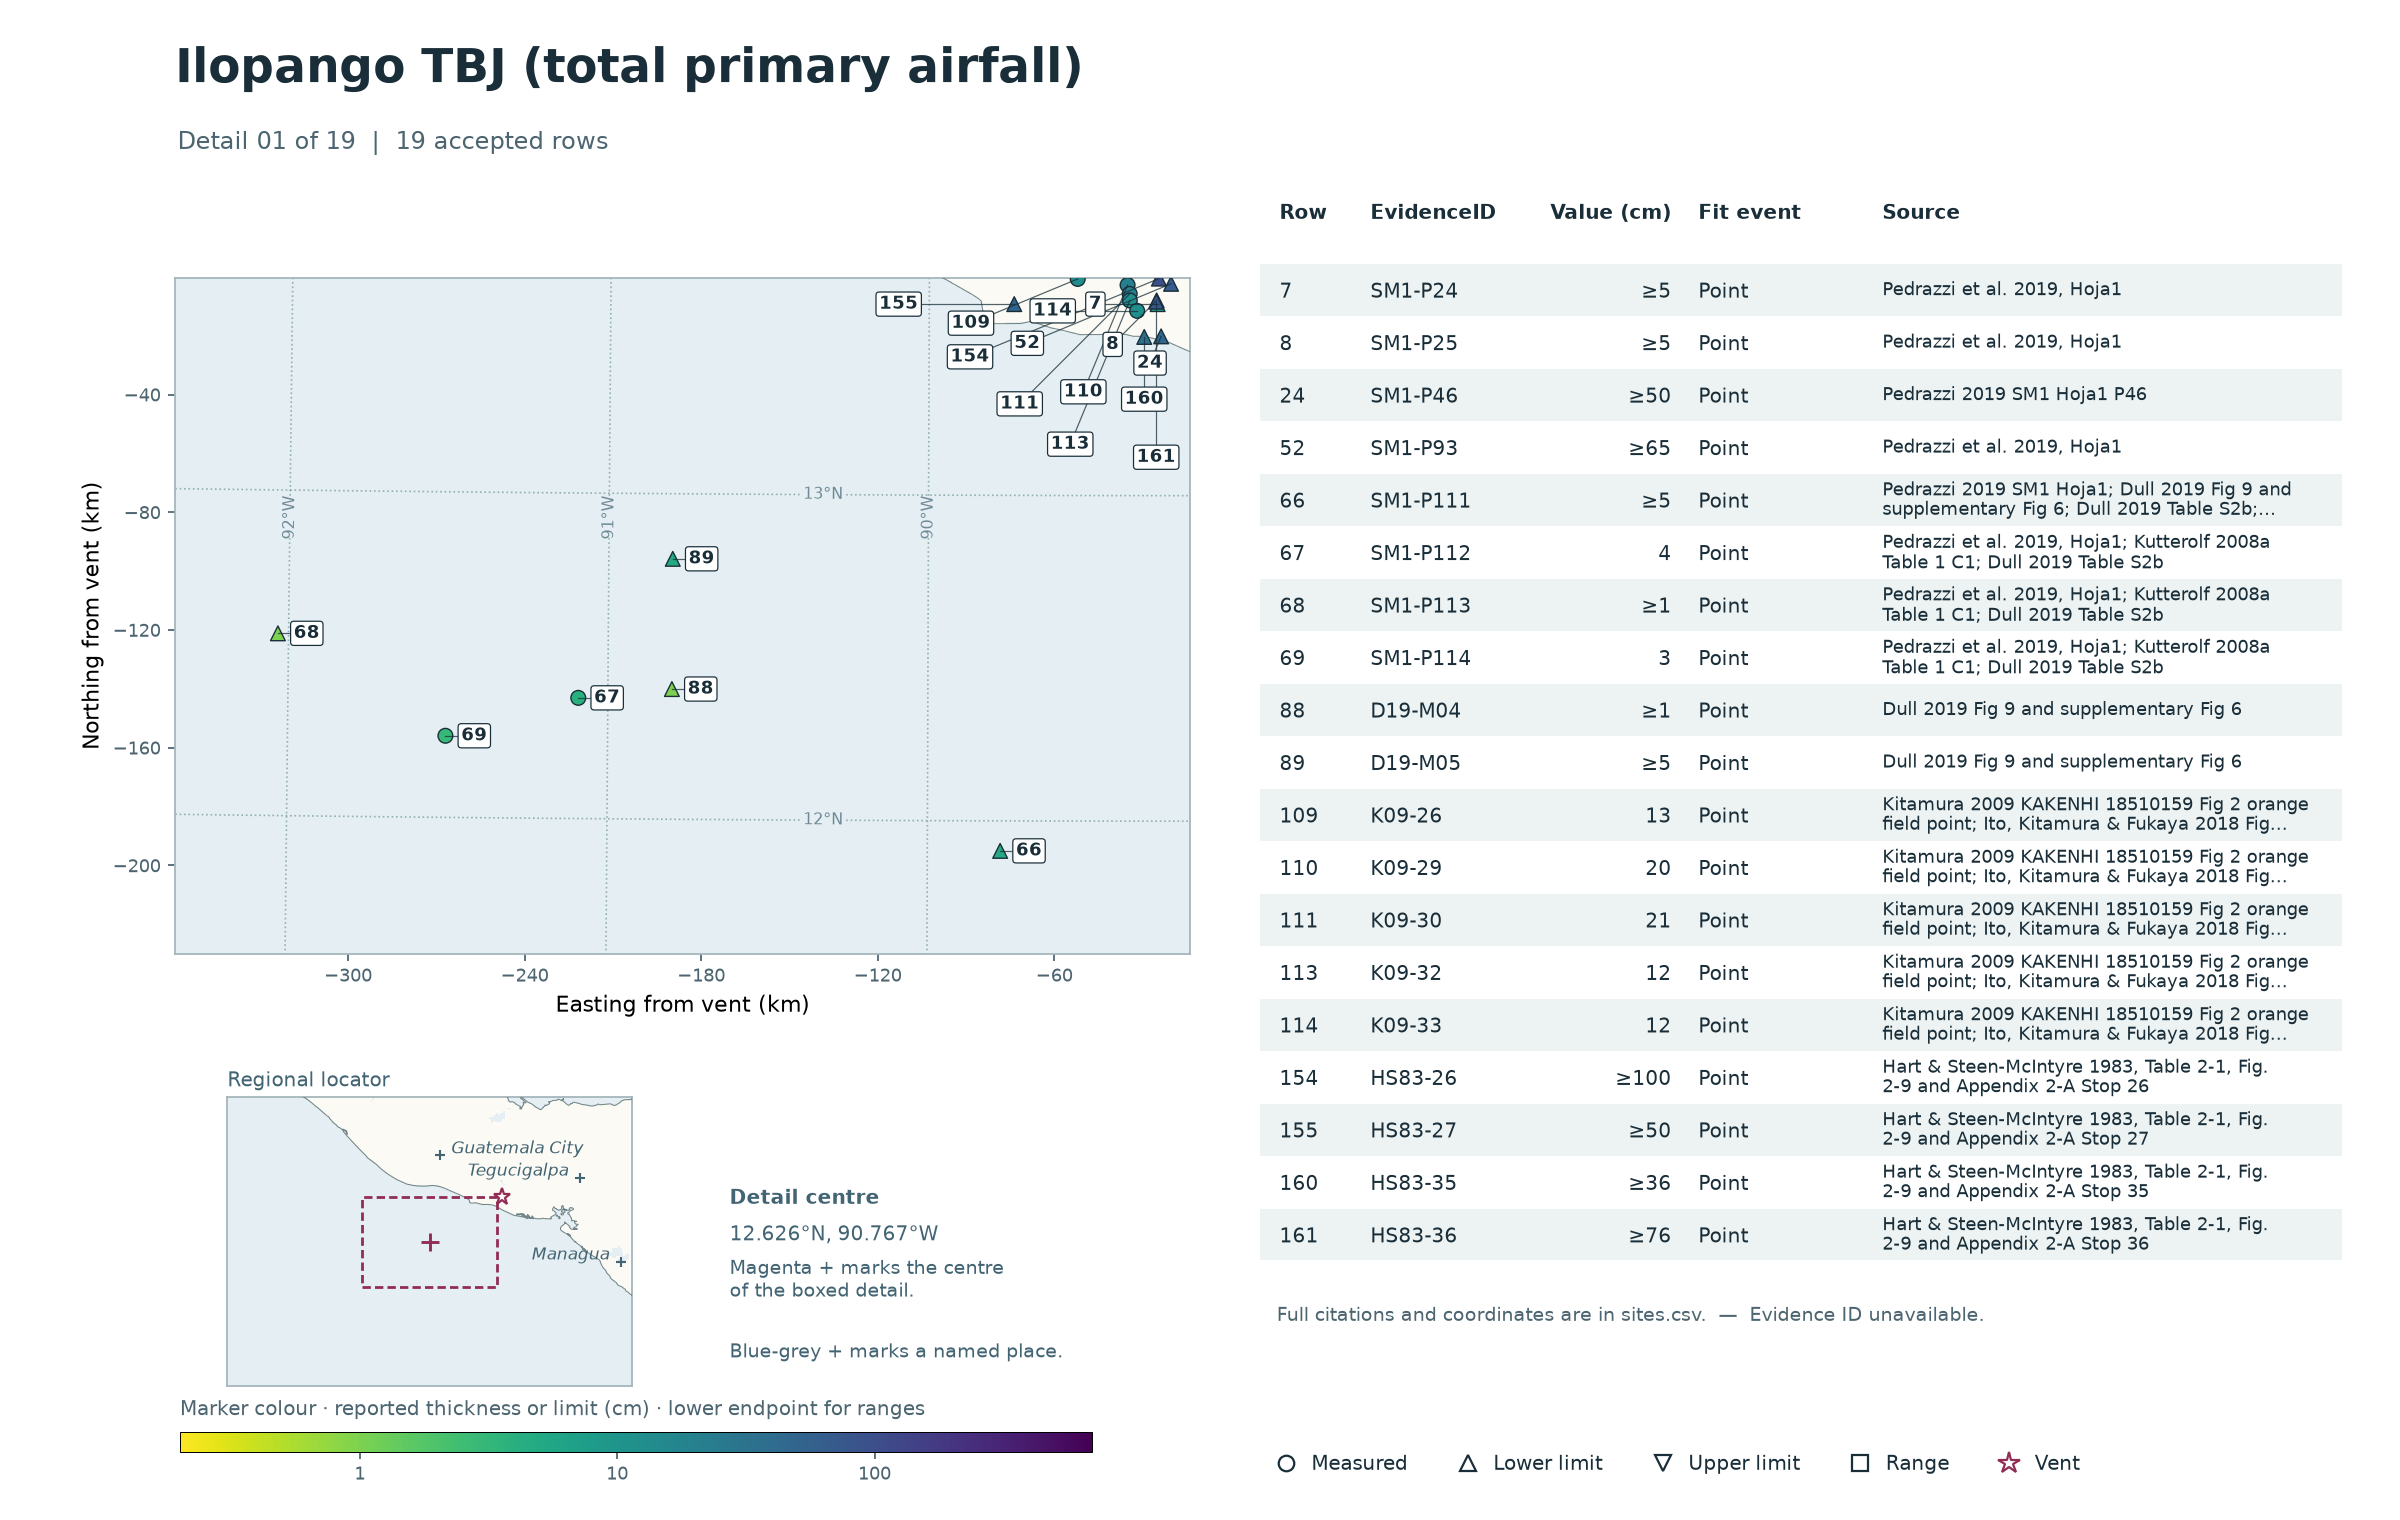 Ilopango TBJ (total primary airfall)
Detail 01 of 19 | 19 accepted rows
155
109
114
7
154
52
8
24
111
110
160
113
161
13°N
92°W
91°W
90°W
89
68
88
67
69
12°N
66
−40
−80
−120
−160
−200
Northing from vent (km)
−300
−240
−180
−120
−60
Easting from vent (km)
Regional locator
Guatemala City
Tegucigalpa
Managua
Detail centre
12.626°N, 90.767°W
Magenta + marks the centre
of the boxed detail.
Blue-grey + marks a named place.
Marker colour · reported thickness or limit (cm) · lower endpoint for ranges
1
10
100
Row EvidenceID Value (cm) Fit event Source
7 SM1-P24 ≥5 Point Pedrazzi et al. 2019, Hoja1
8 SM1-P25 ≥5 Point Pedrazzi et al. 2019, Hoja1
24 SM1-P46 ≥50 Point Pedrazzi 2019 SM1 Hoja1 P46
52 SM1-P93 ≥65 Point Pedrazzi et al. 2019, Hoja1
66 SM1-P111 ≥5 Point Pedrazzi 2019 SM1 Hoja1; Dull 2019 Fig 9 and
supplementary Fig 6; Dull 2019 Table S2b;...
67 SM1-P112 4 Point Pedrazzi et al. 2019, Hoja1; Kutterolf 2008a
Table 1 C1; Dull 2019 Table S2b
68 SM1-P113 ≥1 Point Pedrazzi et al. 2019, Hoja1; Kutterolf 2008a
Table 1 C1; Dull 2019 Table S2b
69 SM1-P114 3 Point Pedrazzi et al. 2019, Hoja1; Kutterolf 2008a
Table 1 C1; Dull 2019 Table S2b
88 D19-M04 ≥1 Point Dull 2019 Fig 9 and supplementary Fig 6
89 D19-M05 ≥5 Point Dull 2019 Fig 9 and supplementary Fig 6
109 K09-26 13 Point Kitamura 2009 KAKENHI 18510159 Fig 2 orange
field point; Ito, Kitamura & Fukaya 2018 Fig...
110 K09-29 20 Point Kitamura 2009 KAKENHI 18510159 Fig 2 orange
field point; Ito, Kitamura & Fukaya 2018 Fig...
111 K09-30 21 Point Kitamura 2009 KAKENHI 18510159 Fig 2 orange
field point; Ito, Kitamura & Fukaya 2018 Fig...
113 K09-32 12 Point Kitamura 2009 KAKENHI 18510159 Fig 2 orange
field point; Ito, Kitamura & Fukaya 2018 Fig...
114 K09-33 12 Point Kitamura 2009 KAKENHI 18510159 Fig 2 orange
field point; Ito, Kitamura & Fukaya 2018 Fig...
154 HS83-26 ≥100 Point Hart & Steen-McIntyre 1983, Table 2-1, Fig.
2-9 and Appendix 2-A Stop 26
155 HS83-27 ≥50 Point Hart & Steen-McIntyre 1983, Table 2-1, Fig.
2-9 and Appendix 2-A Stop 27
160 HS83-35 ≥36 Point Hart & Steen-McIntyre 1983, Table 2-1, Fig.
2-9 and Appendix 2-A Stop 35
161 HS83-36 ≥76 Point Hart & Steen-McIntyre 1983, Table 2-1, Fig.
2-9 and Appendix 2-A Stop 36
Full citations and coordinates are in sites.csv. — Evidence ID unavailable.
Measured Lower limit Upper limit Range Vent